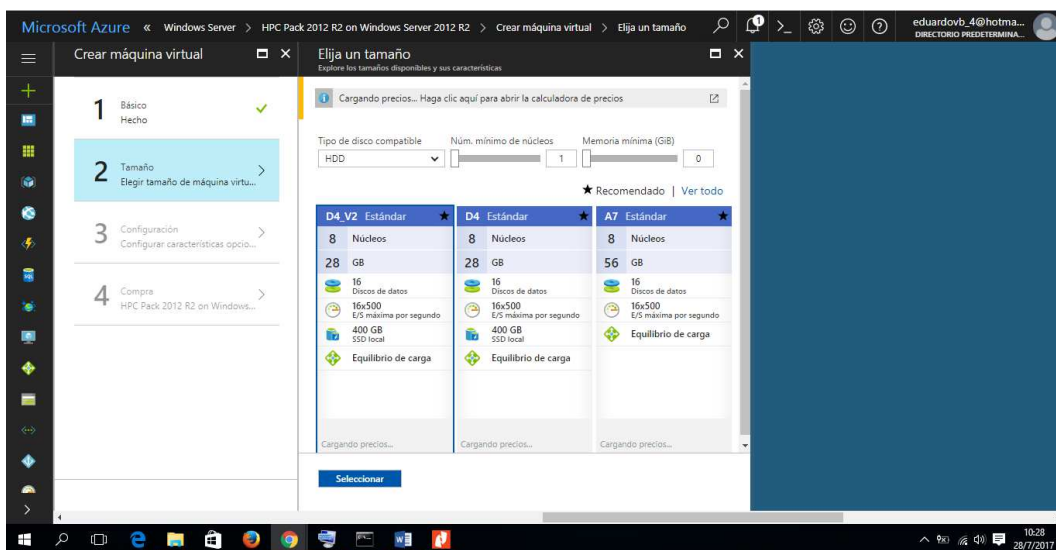 Microsoft Azure « Windows Server > HPC Pack 2012 R2 on Windows Server 2012 R2 > Crear máquina virtual > Elija un tamaño
1
eduardovb_4@hotma...
DIRECTORIO PREDETERMINA...
Crear máquina virtual
1
Básico
Hecho
2
Tamaño
Elegir tamaño de máquina virtu...
3
Configuración
Configurar características opcio...
4
Compra
HPC Pack 2012 R2 on Windows...
Elija un tamaño
Explore los tamaños disponibles y sus características
Cargando precios... Haga clic aquí para abrir la calculadora de precios
Tipo de disco compatible
HDD
Núm. mínimo de núcleos
1
Memoria mínima (GiB)
0
★ Recomendado | Ver todo
D4_V2 Estándar ★
8 Núcleos
28 GB
16
Discos de datos
16x500
E/S máxima por segundo
400 GB
SSD local
Equilibrio de carga
Cargando precios...
D4 Estándar ★
8 Núcleos
28 GB
16
Discos de datos
16x500
E/S máxima por segundo
400 GB
SSD local
Equilibrio de carga
Cargando precios...
A7 Estándar ★
8 Núcleos
56 GB
16
Discos de datos
16x500
E/S máxima por segundo
Equilibrio de carga
Cargando precios...
Seleccionar
10:28
28/7/2017